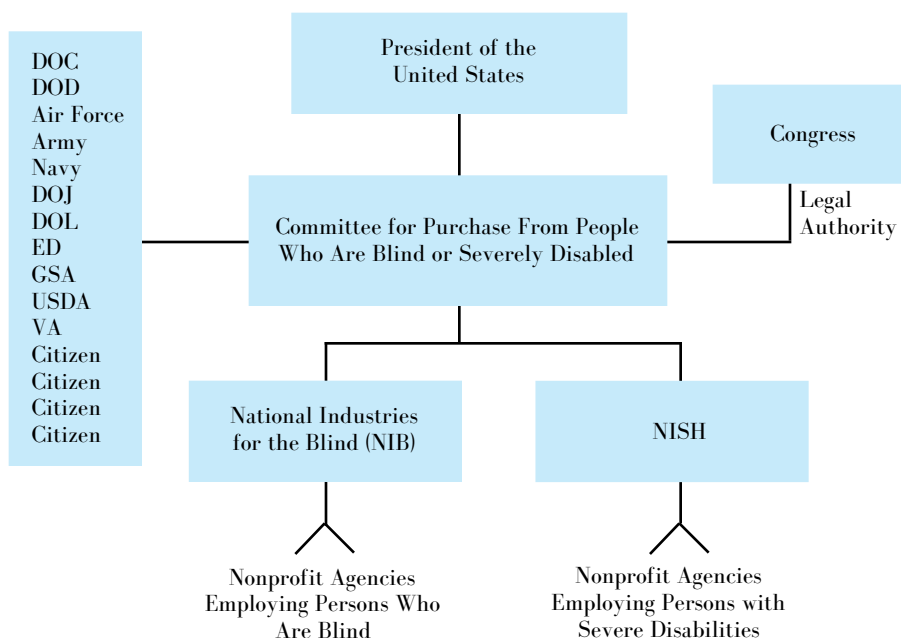 President of the
United States
DOC
DOD
Air Force
Army
Navy
DOJ
DOL
ED
GSA
USDA
VA
Citizen
Citizen
Citizen
Citizen
Congress
Legal
Authority
Committee for Purchase From People
Who Are Blind or Severely Disabled
National Industries
for the Blind (NIB)
NISH
Nonprofit Agencies
Employing Persons Who
Are Blind
Nonprofit Agencies
Employing Persons with
Severe Disabilities